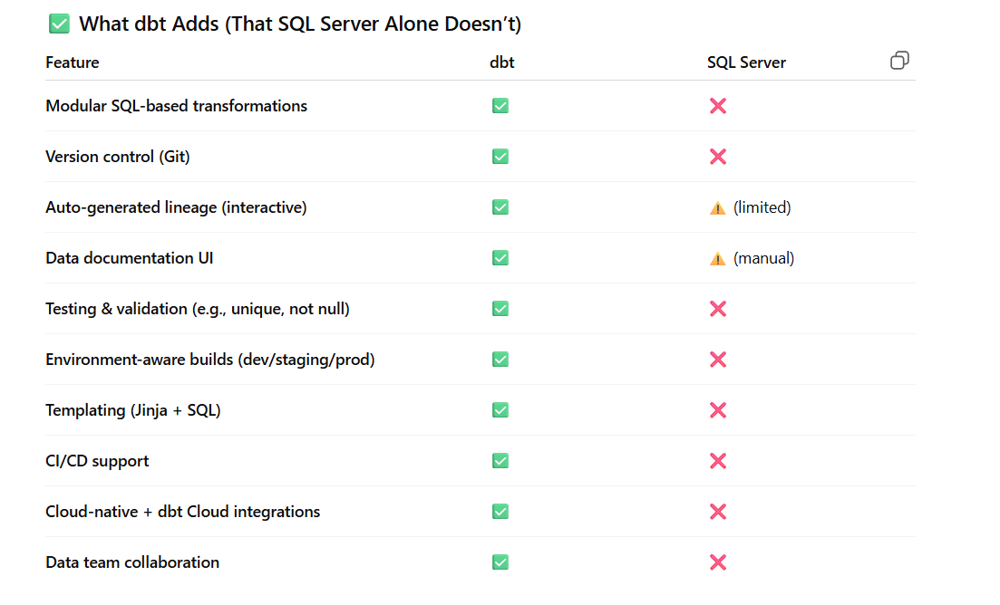 ✅ What dbt Adds (That SQL Server Alone Doesn’t)
Feature dbt SQL Server
Modular SQL-based transformations ✅ ❌
Version control (Git) ✅ ❌
Auto-generated lineage (interactive) ✅ ⚠️ (limited)
Data documentation UI ✅ ⚠️ (manual)
Testing & validation (e.g., unique, not null) ✅ ❌
Environment-aware builds (dev/staging/prod) ✅ ❌
Templating (Jinja + SQL) ✅ ❌
CI/CD support ✅ ❌
Cloud-native + dbt Cloud integrations ✅ ❌
Data team collaboration ✅ ❌